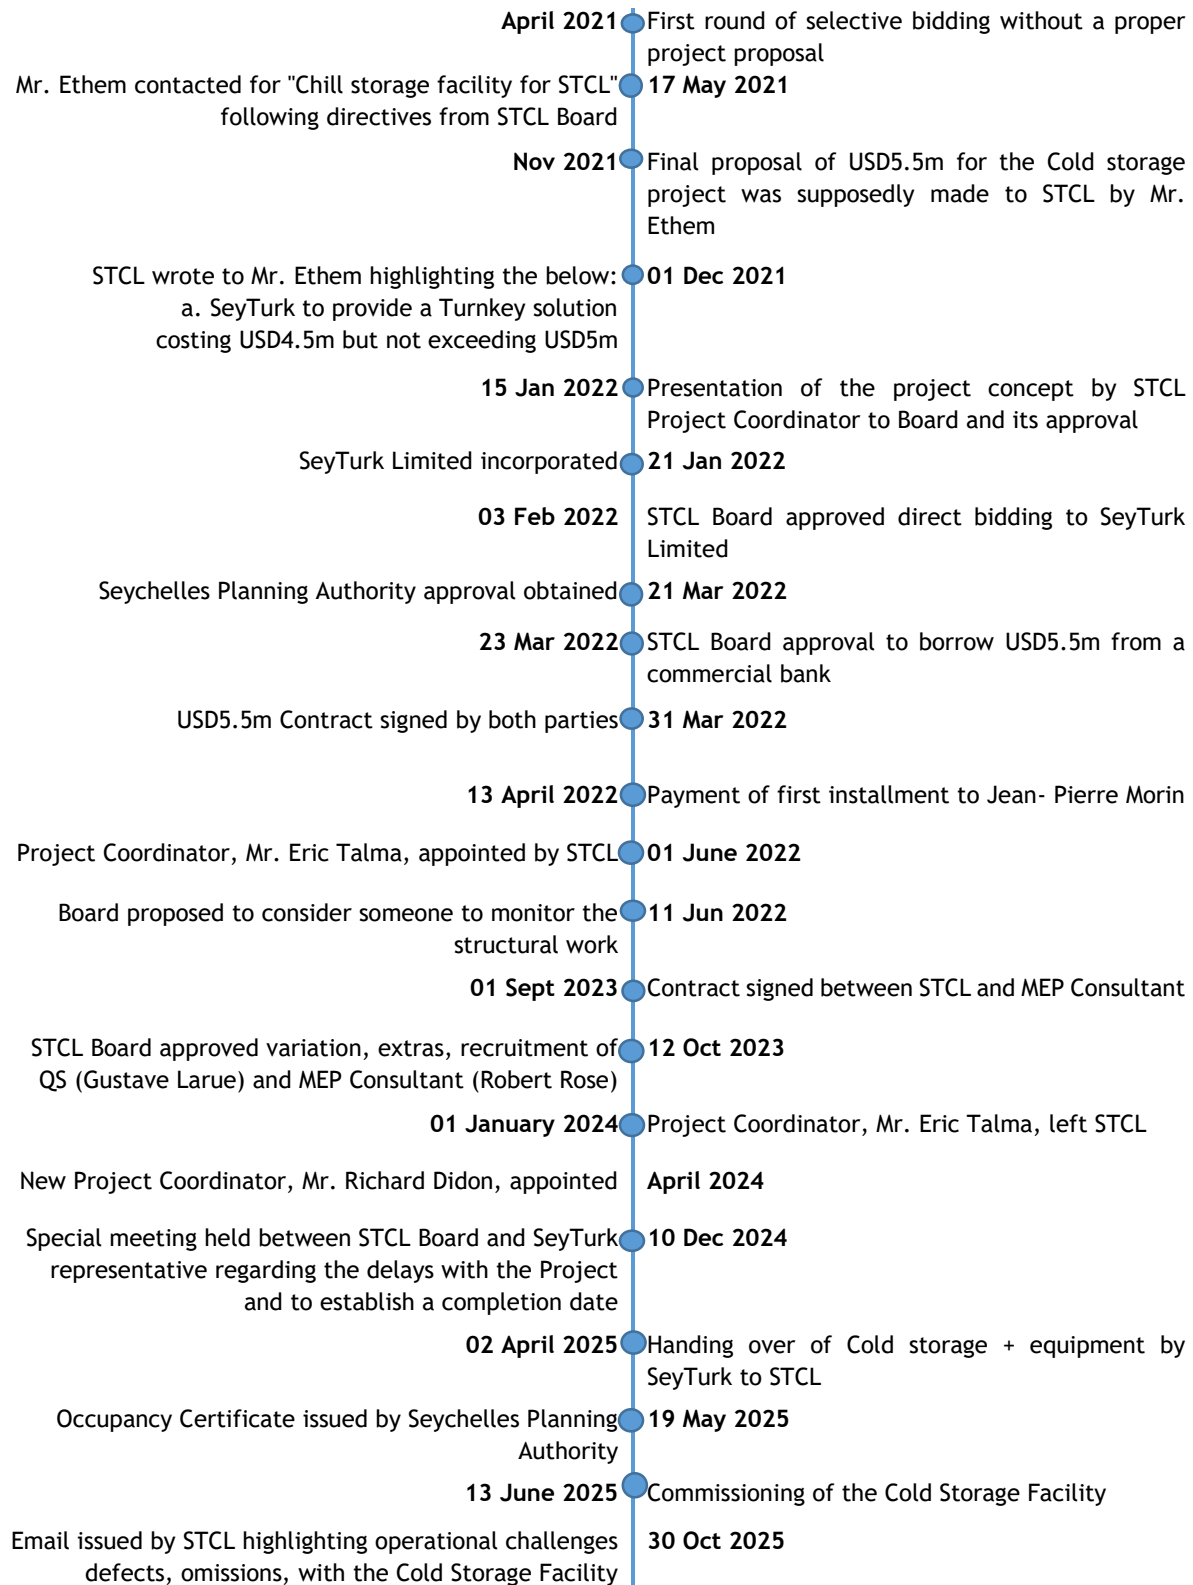 April 2021 First round of selective bidding without a proper
project proposal
Mr. Ethem contacted for "Chill storage facility for STCL" 17 May 2021
following directives from STCL Board
Nov 2021 Final proposal of USD5.5m for the Cold storage
project was supposedly made to STCL by Mr.
Ethem
STCL wrote to Mr. Ethem highlighting the below: 01 Dec 2021
a. SeyTurk to provide a Turnkey solution
costing USD4.5m but not exceeding USD5m
15 Jan 2022 Presentation of the project concept by STCL
Project Coordinator to Board and its approval
SeyTurk Limited incorporated 21 Jan 2022
03 Feb 2022 STCL Board approved direct bidding to SeyTurk
Limited
Seychelles Planning Authority approval obtained 21 Mar 2022
23 Mar 2022 STCL Board approval to borrow USD5.5m from a
commercial bank
USD5.5m Contract signed by both parties 31 Mar 2022
13 April 2022 Payment of first installment to Jean- Pierre Morin
Project Coordinator, Mr. Eric Talma, appointed by STCL 01 June 2022
Board proposed to consider someone to monitor the 11 Jun 2022
structural work
01 Sept 2023 Contract signed between STCL and MEP Consultant
STCL Board approved variation, extras, recruitment of 12 Oct 2023
QS (Gustave Larue) and MEP Consultant (Robert Rose)
01 January 2024 Project Coordinator, Mr. Eric Talma, left STCL
New Project Coordinator, Mr. Richard Didon, appointed April 2024
Special meeting held between STCL Board and SeyTurk 10 Dec 2024
representative regarding the delays with the Project
and to establish a completion date
02 April 2025 Handing over of Cold storage + equipment by
SeyTurk to STCL
Occupancy Certificate issued by Seychelles Planning 19 May 2025
Authority
13 June 2025 Commissioning of the Cold Storage Facility
Email issued by STCL highlighting operational challenges 30 Oct 2025
defects, omissions, with the Cold Storage Facility